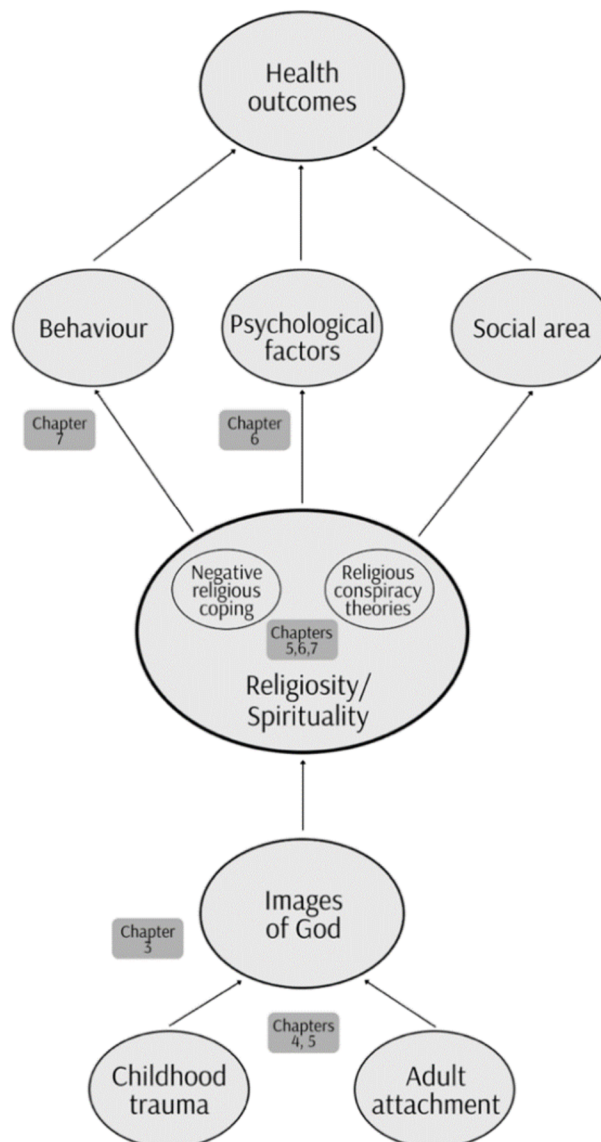 Health
outcomes
Behaviour
Psychological
factors
Social area
Chapter
7
Chapter
6
Negative
religious
coping
Religious
conspiracy
theories
Chapters
5,6,7
Religiosity/
Spirituality
Images
of God
Chapter
3
Chapters
4, 5
Childhood
trauma
Adult
attachment